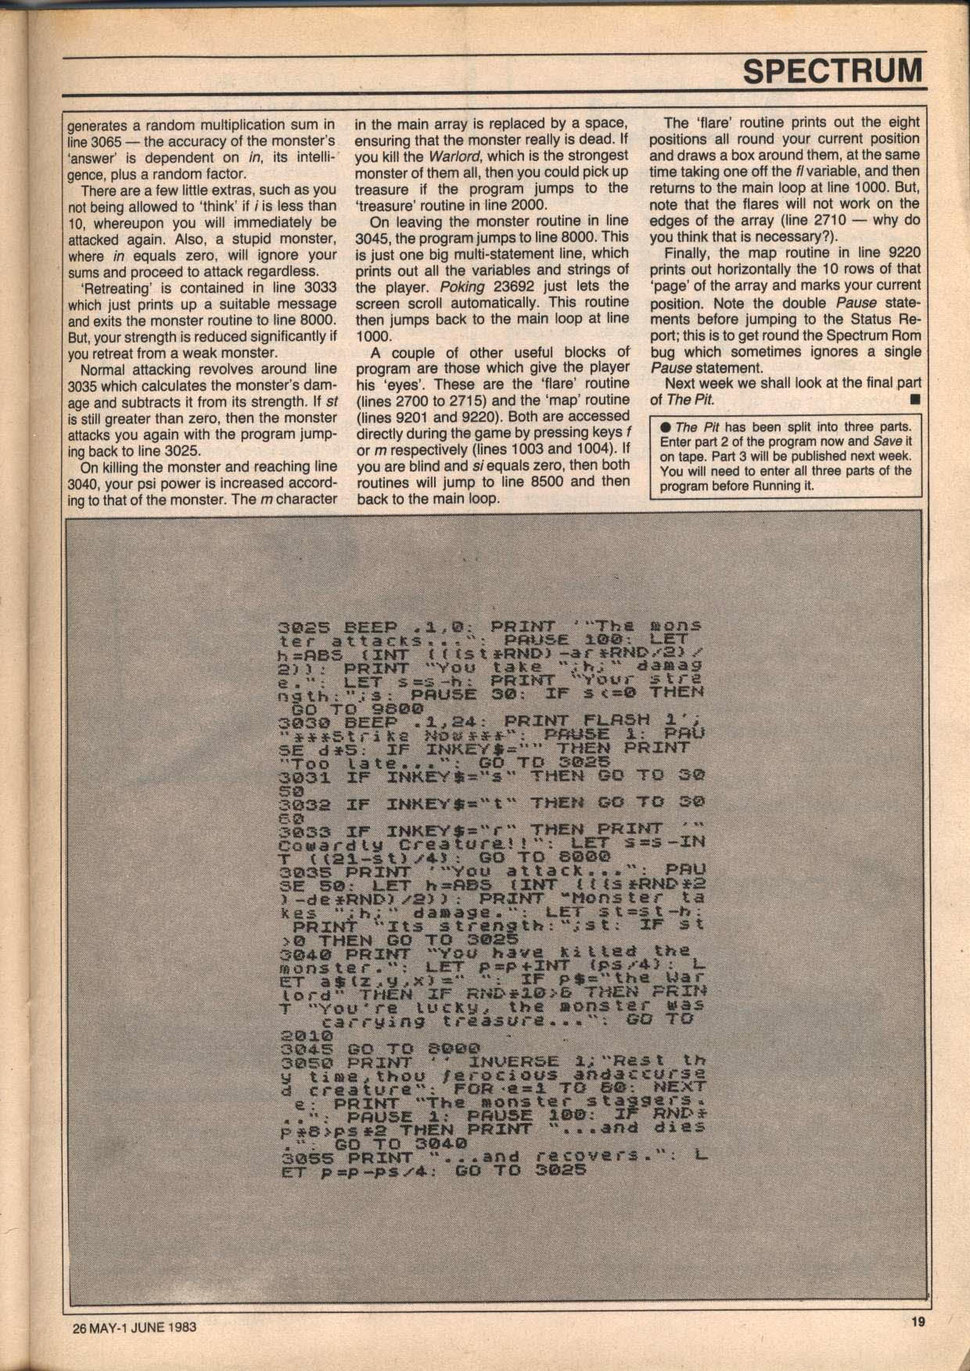 SPECTRUM
generates a random multiplication sum in
line 3065 — the accuracy of the monster's
'answer' is dependent on in, its intelli-
gence, plus a random factor.
There are a few little extras, such as you
not being allowed to 'think' if i is less than
10, whereupon you will immediately be
attacked again. Also, a stupid monster,
where in equals zero, will ignore your
sums and proceed to attack regardless.
'Retreating' is contained in line 3033
which just prints up a suitable message
and exits the monster routine to line 8000.
But, your strength is reduced significantly if
you retreat from a weak monster.
Normal attacking revolves around line
3035 which calculates the monster's dam-
age and subtracts it from its strength. If st
is still greater than zero, then the monster
attacks you again with the program jump-
ing back to line 3025.
On killing the monster and reaching line
3040, your psi power is increased accord-
ing to that of the monster. The m character
in the main array is replaced by a space,
ensuring that the monster really is dead. If
you kill the Warlord, which is the strongest
monster of them all, then you could pick up
treasure if the program jumps to the
'treasure' routine in line 2000.
On leaving the monster routine in line
3045, the program jumps to line 8000. This
is just one big multi-statement line, which
prints out all the variables and strings of
the player. Poking 23692 just lets the
screen scroll automatically. This routine
then jumps back to the main loop at line
1000.
A couple of other useful blocks of
program are those which give the player
his 'eyes'. These are the 'flare' routine
(lines 2700 to 2715) and the 'map' routine
(lines 9201 and 9220). Both are accessed
directly during the game by pressing keys f
or m respectively (lines 1003 and 1004). If
you are blind and si equals zero, then both
routines will jump to line 8500 and then
back to the main loop.
The 'flare' routine prints out the eight
positions all round your current position
and draws a box around them, at the same
time taking one off the fl variable, and then
returns to the main loop at line 1000. But,
note that the flares will not work on the
edges of the array (line 2710 — why do
you think that is necessary?).
Finally, the map routine in line 9220
prints out horizontally the 10 rows of that
'page' of the array and marks your current
position. Note the double Pause state-
ments before jumping to the Status Re-
port; this is to get round the Spectrum Rom
bug which sometimes ignores a single
Pause statement.
Next week we shall look at the final part
of The Pit. ■
● The Pit has been split into three parts.
Enter part 2 of the program now and Save it
on tape. Part 3 will be published next week.
You will need to enter all three parts of the
program before Running it.
3025 BEEP .1,0: PRINT '"The mons
ter attacks...": PAUSE 100: LET
h=ABS (INT (((st*RND)-ar*RND/2)/
2)): PRINT "You take ";h;" damag
e.": LET s=s-h: PRINT "Your stre
ngth:";s: PAUSE 30: IF s<=0 THEN
GO TO 9800
3030 BEEP .1,24: PRINT FLASH 1';
"***Strike Now***": PAUSE 1: PAU
SE d*5: IF INKEY$="" THEN PRINT
"Too late...": GO TO 3025
3031 IF INKEY$="s" THEN GO TO 30
50
3032 IF INKEY$="t" THEN GO TO 30
60
3033 IF INKEY$="r" THEN PRINT '"
Cowardly Creature!!": LET s=s-IN
T ((21-st)/4): GO TO 8000
3035 PRINT '"You attack...": PAU
SE 50: LET h=ABS (INT (((s*RND*2
)-de*RND)/2)): PRINT "Monster ta
kes ";h;" damage.": LET st=st-h:
PRINT "Its strength:";st: IF st
>0 THEN GO TO 3025
3040 PRINT "You have killed the
monster.": LET p=p+INT (ps/4): L
ET a$(z,y,x)=" ": IF p$="the War
lord" THEN IF RND*10>6 THEN PRIN
T "You're lucky, the monster was
carrying treasure...": GO TO
2010
3045 GO TO 8000
3050 PRINT '' INVERSE 1;"Rest th
y time,thou ferocious andaccurse
d creature": FOR e=1 TO 60: NEXT
e: PRINT "The monster staggers.
..": PAUSE 1: PAUSE 100: IF RND*
p*8>ps*2 THEN PRINT "...and dies
.": GO TO 3040
3055 PRINT "...and recovers.": L
ET p=p-ps/4: GO TO 3025
26 MAY-1 JUNE 1983
19